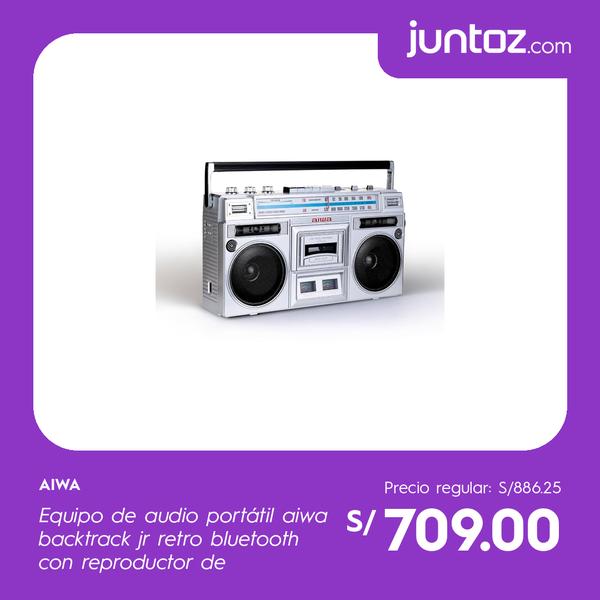 juntoz.com
aiwa
AIWA
Equipo de audio portátil aiwa
backtrack jr retro bluetooth
con reproductor de
Precio regular: S/886.25
S/709.00